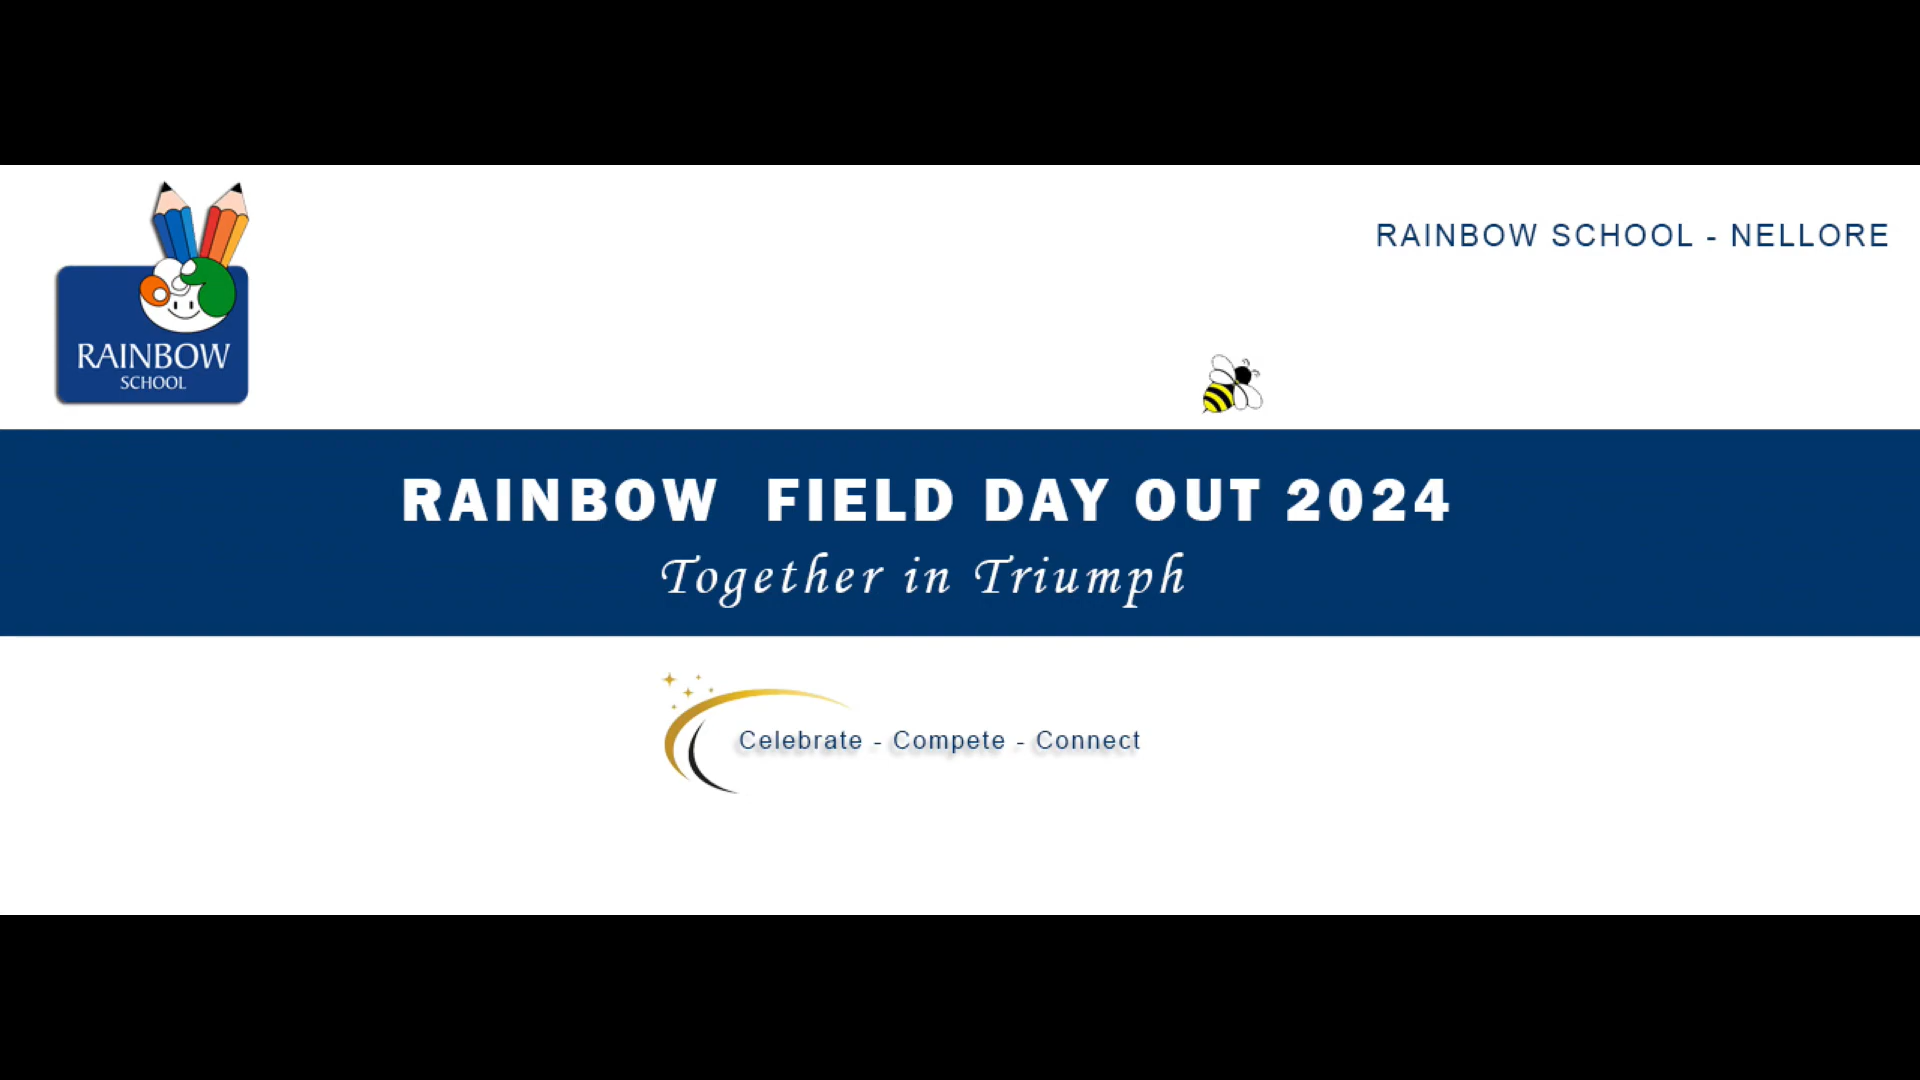 RAINBOW SCHOOL - NELLORE
RAINBOW
SCHOOL
RAINBOW FIELD DAY OUT 2024
Together in Triumph
Celebrate - Compete - Connect